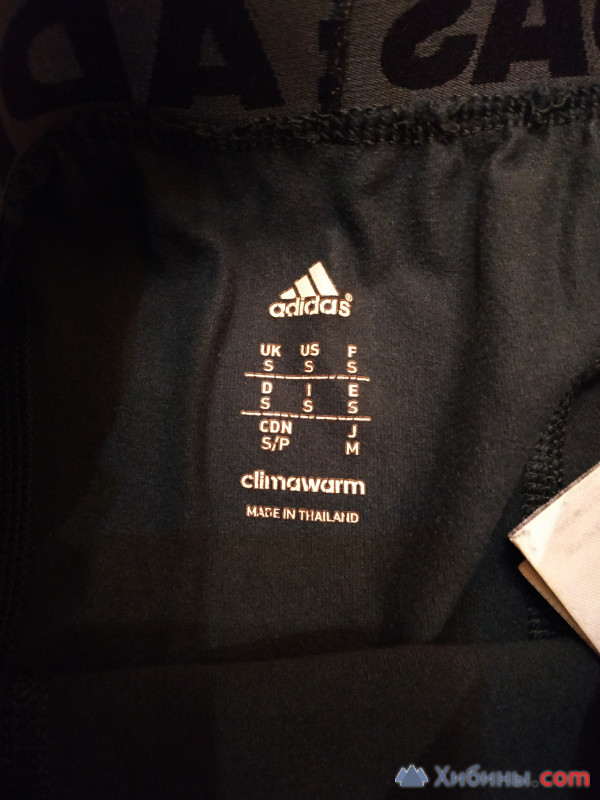 adidas®
UK US F
S S S
D I E
S S S
CDN J
S/P M
climawarm
MADE IN THAILAND
Хибины.com